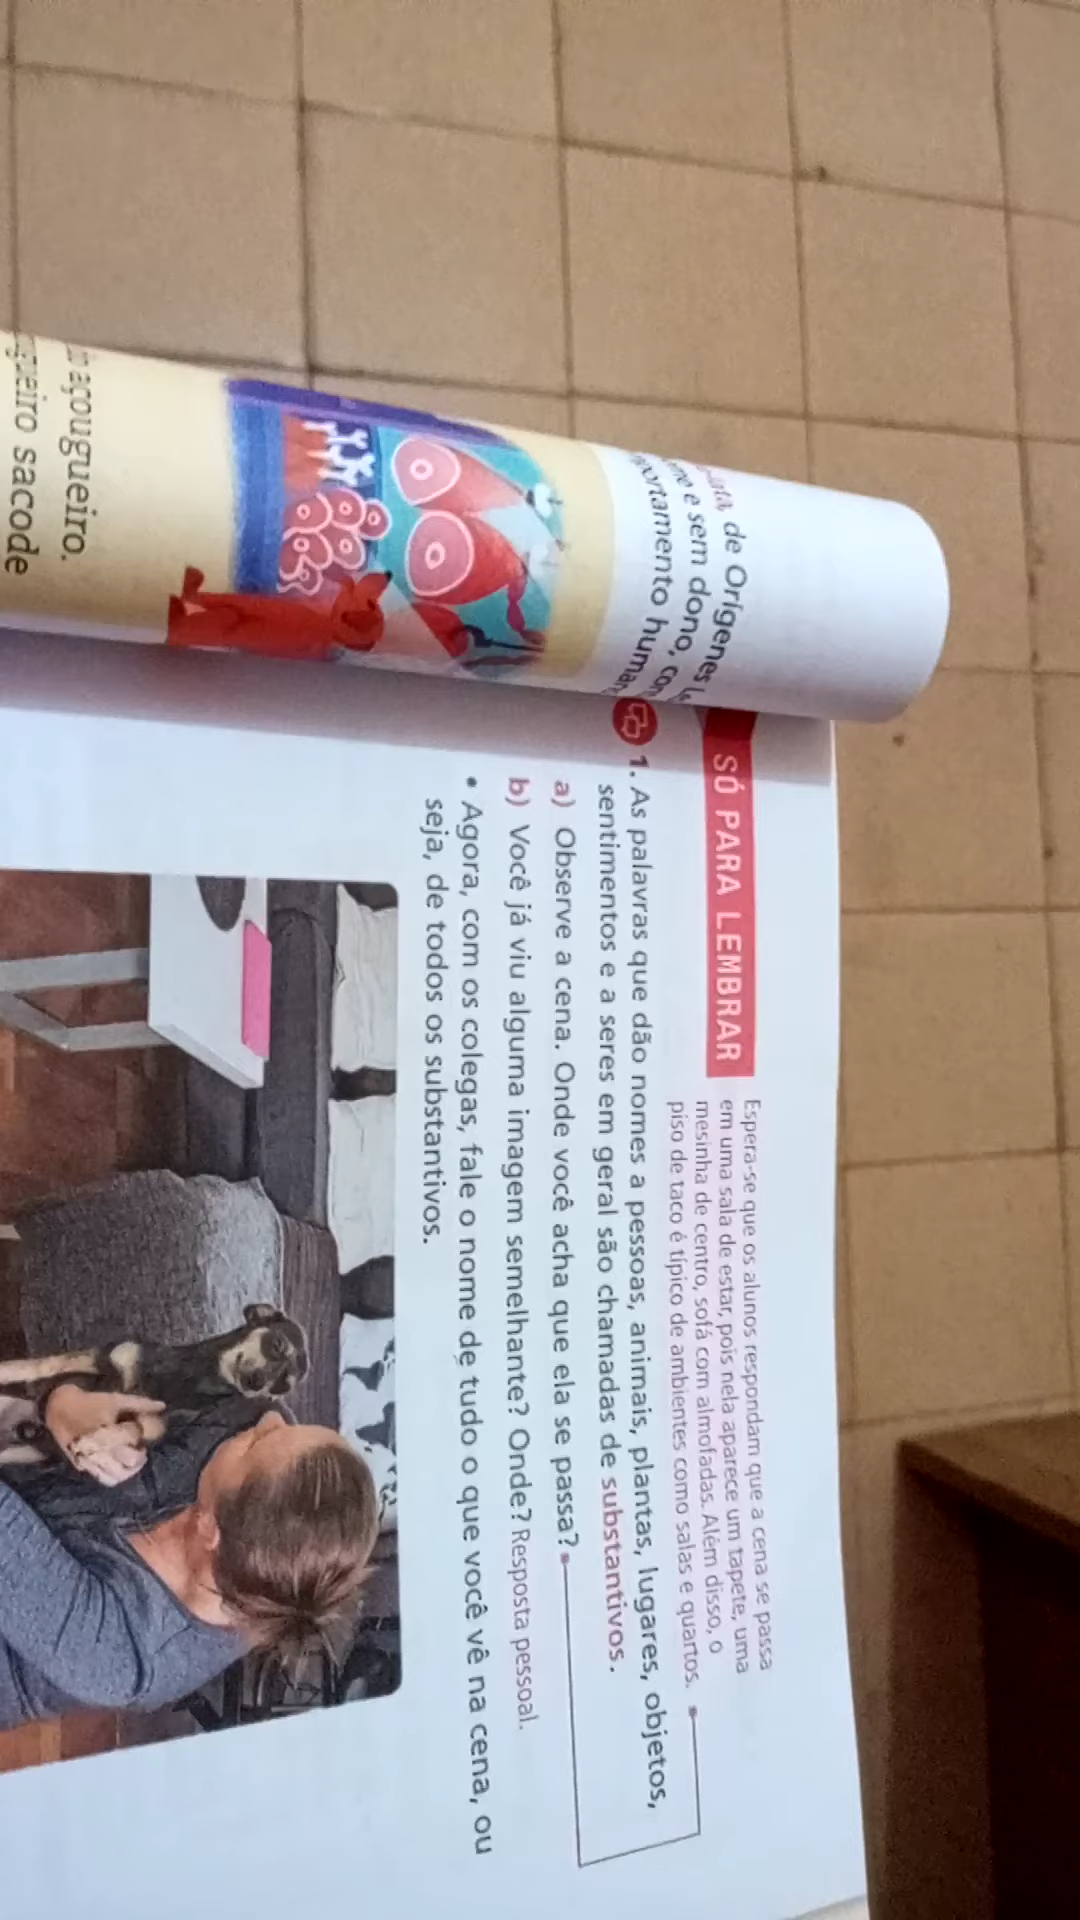 de Orígenes
e sem dono,
açougueiro.
sacode
SÓ PARA LEMBRAR
Espera-se que os alunos respondam que a cena se passa
em uma sala de estar, pois nela aparece um tapete, uma
mesinha de centro, sofá com almofadas. Além disso, o
piso de taco é típico de ambientes como salas e quartos.
1. As palavras que dão nomes a pessoas, animais, plantas, lugares, objetos,
sentimentos e a seres em geral são chamadas de substantivos.
a) Observe a cena. Onde você acha que ela se passa?
b) Você já viu alguma imagem semelhante? Onde? Resposta pessoal.
• Agora, com os colegas, fale o nome de tudo o que você vê na cena, ou
seja, de todos os substantivos.